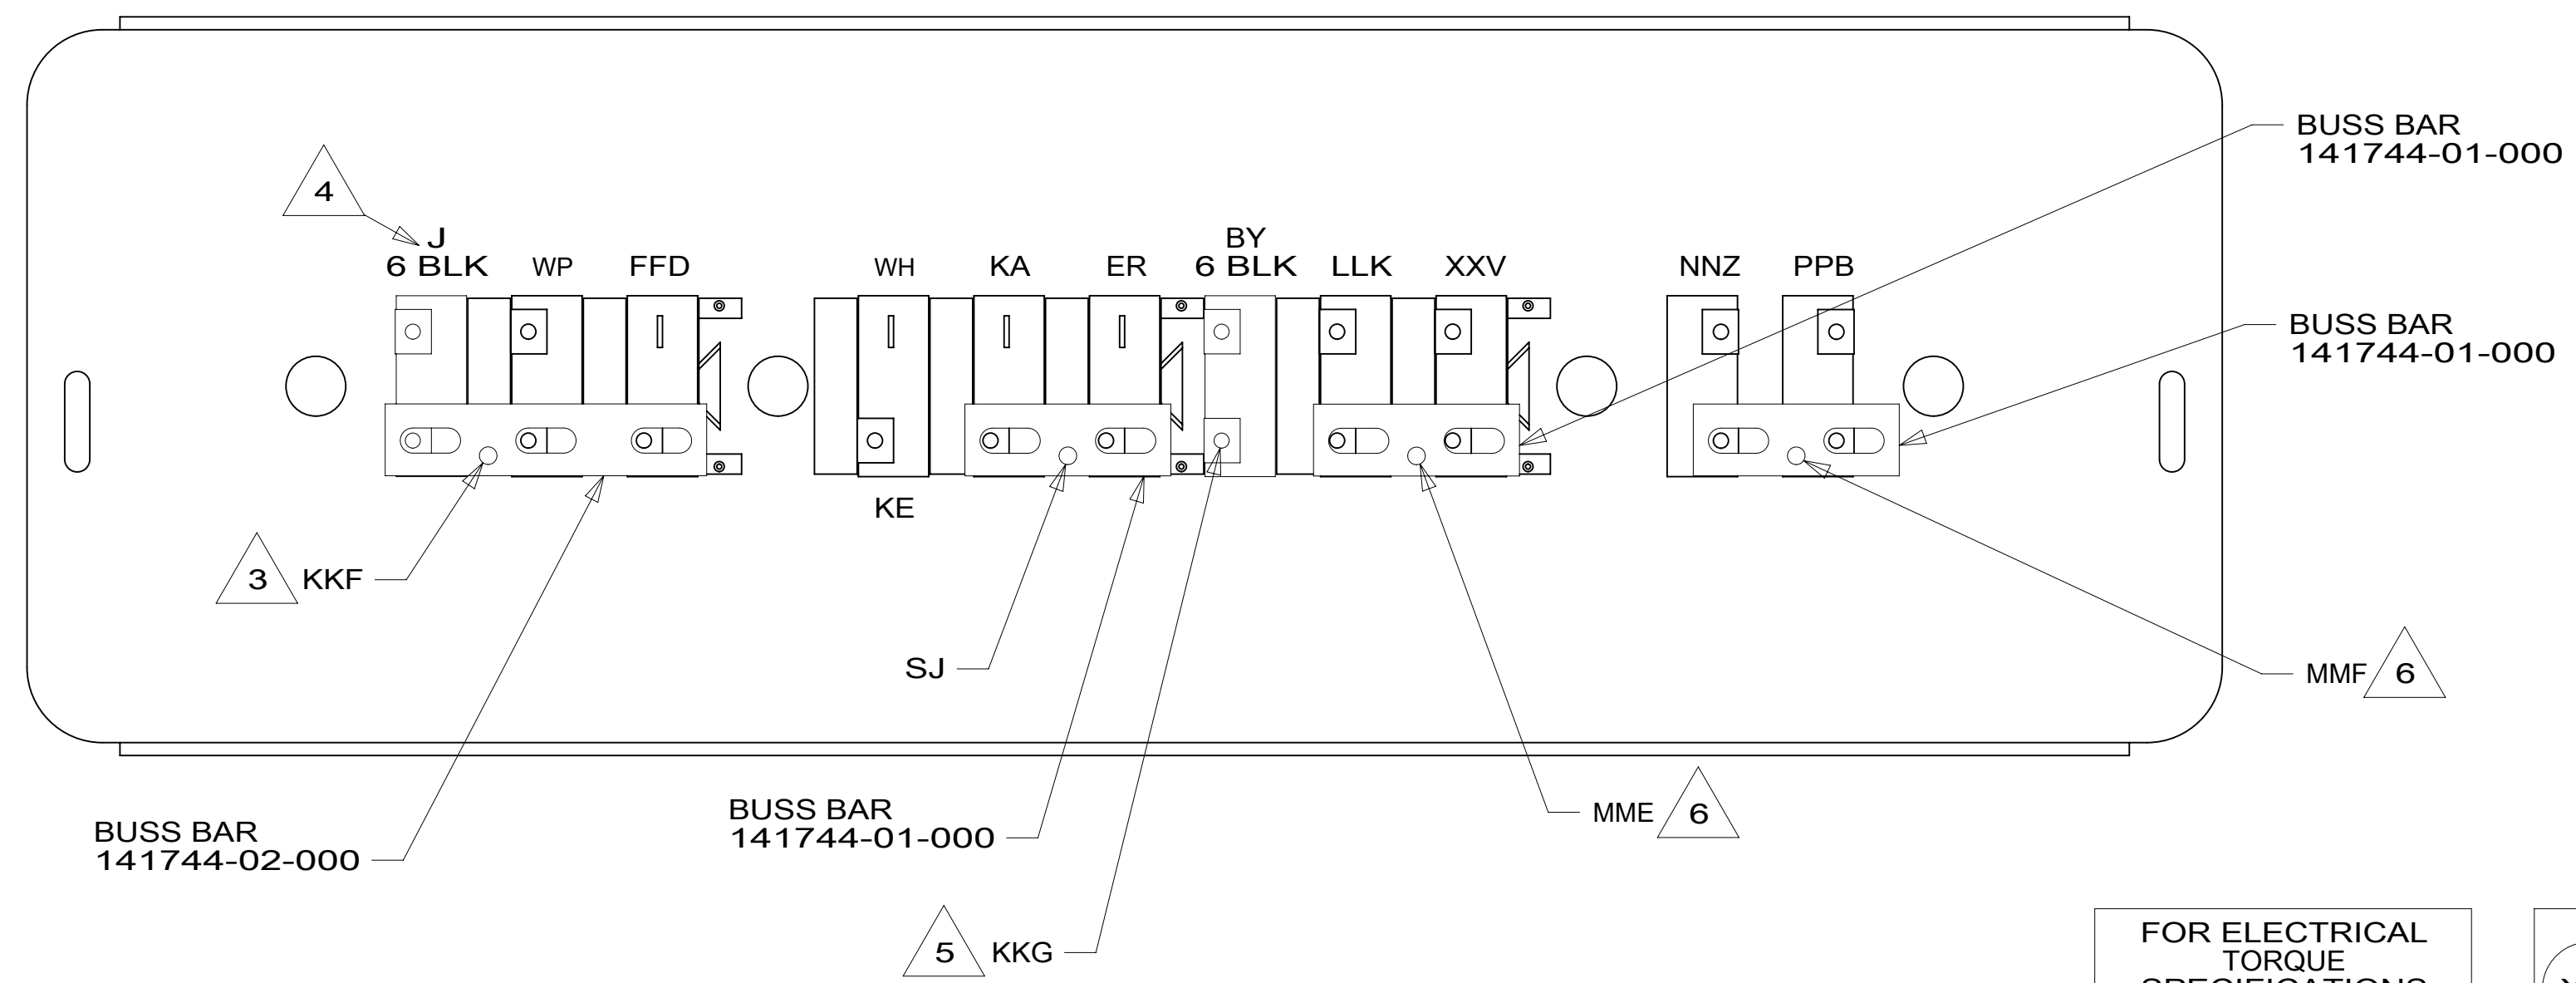 BUSS BAR
141744-01-000
4
J
6 BLK
WP
FFD
WH
KA
ER
BY
6 BLK
LLK
XXV
NNZ
PPB
BUSS BAR
141744-01-000
KE
3
KKF
SJ
MMF
6
BUSS BAR
141744-02-000
BUSS BAR
141744-01-000
MME
6
5
KKG
FOR ELECTRICAL
TORQUE
SPECIFICATIONS